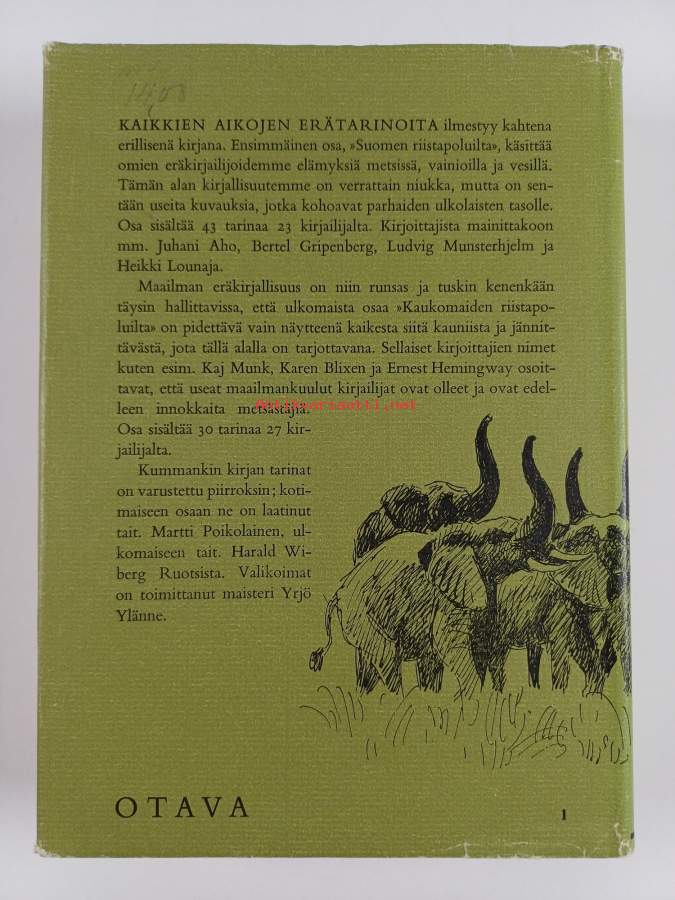 1408
KAIKKIEN AIKOJEN ERÄTARINOITA ilmestyy kahtena
erillisenä kirjana. Ensimmäinen osa, »Suomen riistapoluilta», käsittää
omien eräkirjailijoidemme elämyksiä metsissä, vainioilla ja vesillä.
Tämän alan kirjallisuutemme on verrattain niukka, mutta on sen-
tään useita kuvauksia, jotka kohoavat parhaiden ulkolaisten tasolle.
Osa sisältää 43 tarinaa 23 kirjailijalta. Kirjoittajista mainittakoon
mm. Juhani Aho, Bertel Gripenberg, Ludvig Munsterhjelm ja
Heikki Lounaja.
Maailman eräkirjallisuus on niin runsas ja tuskin kenenkään
täysin hallittavissa, että ulkomaista osaa »Kaukomaiden riistapo-
luilta» on pidettävä vain näytteenä kaikesta siitä kauniista ja jännit-
tävästä, jota tällä alalla on tarjottavana. Sellaiset kirjoittajien nimet
kuten esim. Kaj Munk, Karen Blixen ja Ernest Hemingway osoit-
tavat, että useat maailmankuulut kirjailijat ovat olleet ja ovat edel-
leen innokkaita metsästäjiä.
Osa sisältää 30 tarinaa 27 kir-
jailijalta.
Kummankin kirjan tarinat
on varustettu piirroksin; koti-
maiseen osaan ne on laatinut
tait. Martti Poikolainen, ul-
komaiseen tait. Harald Wi-
berg Ruotsista. Valikoimat
on toimittanut maisteri Yrjö
Ylänne.
OTAVA
1